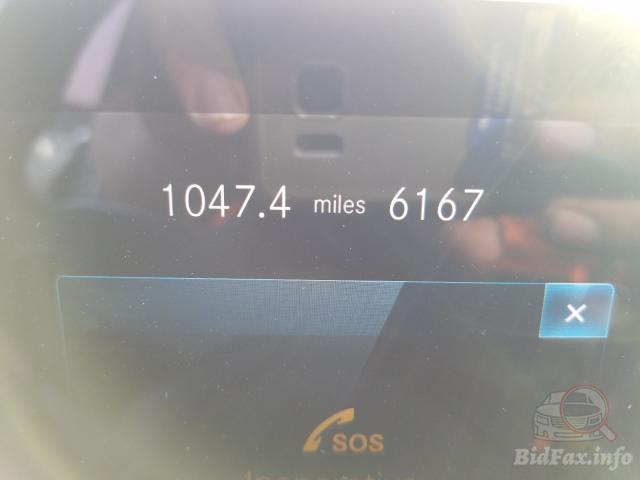 1047.4 miles 6167
×
SOS
BidFax.info